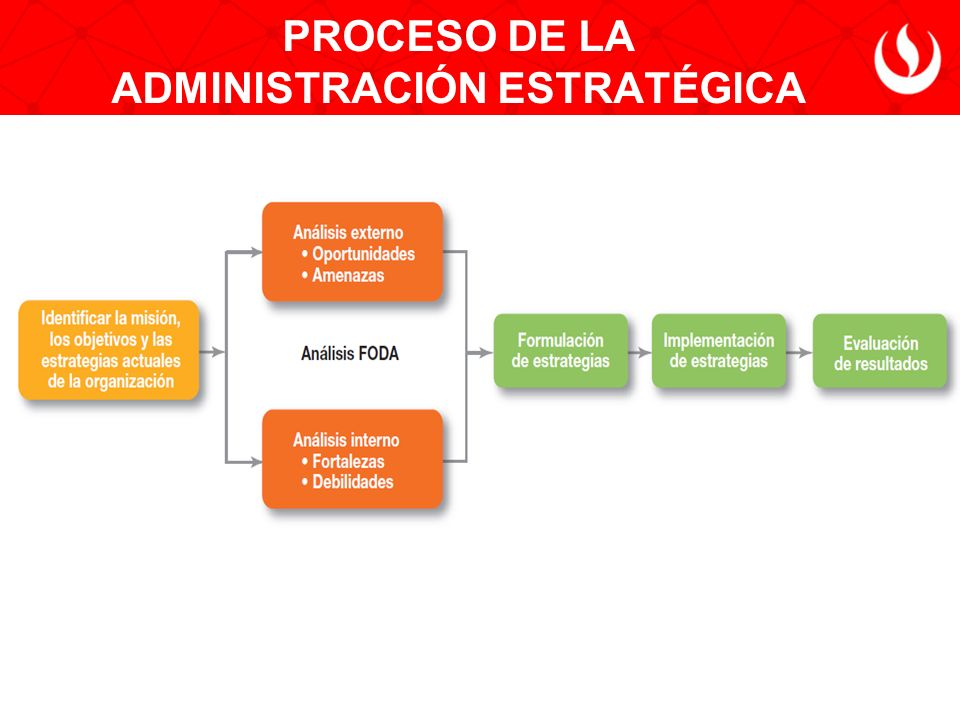 PROCESO DE LA
ADMINISTRACIÓN ESTRATÉGICA
Identificar la misión,
los objetivos y las
estrategias actuales
de la organización
Análisis externo
• Oportunidades
• Amenazas
Análisis FODA
Análisis interno
• Fortalezas
• Debilidades
Formulación
de estrategias
Implementación
de estrategias
Evaluación
de resultados